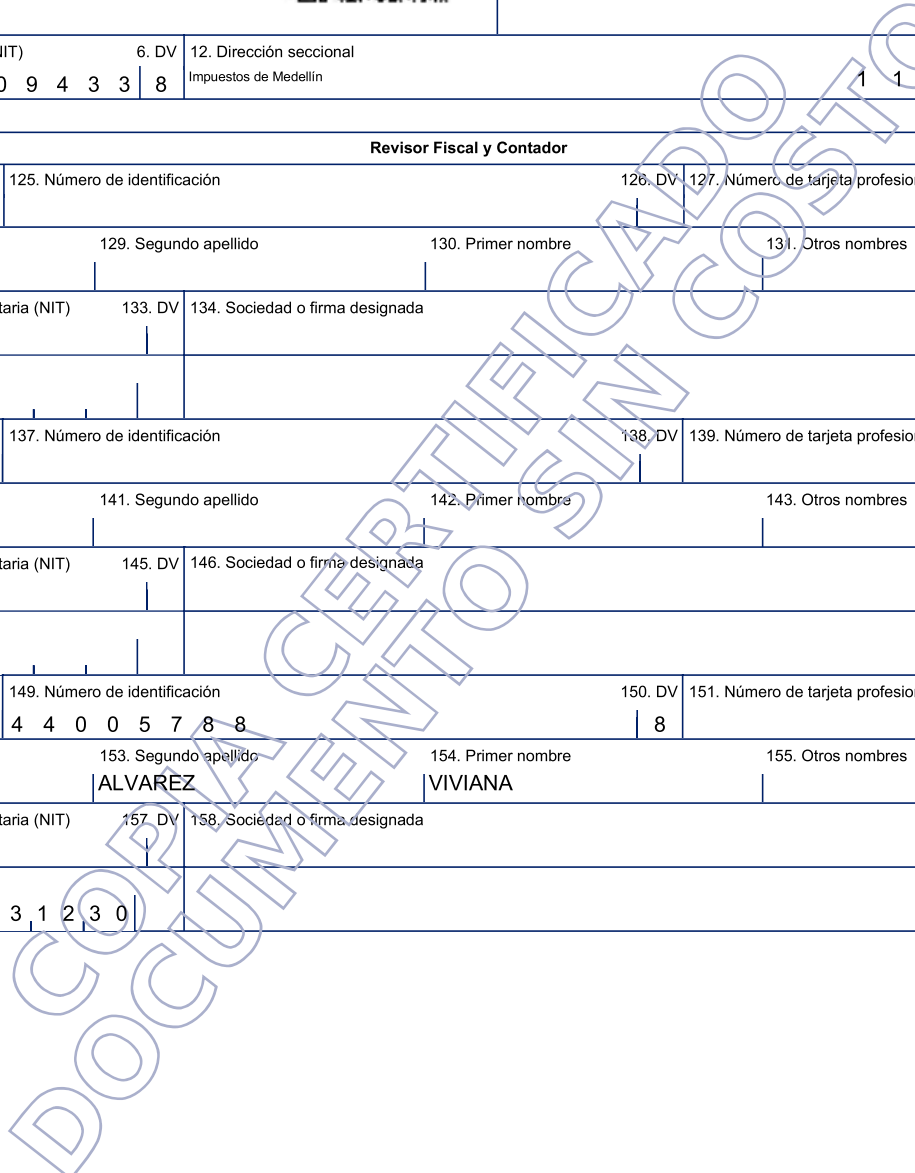 NIT) 6. DV 12. Dirección seccional
0 9 4 3 3 8 Impuestos de Medellín 1 1
Revisor Fiscal y Contador
125. Número de identificación 126. DV 127. Número de tarjeta profesio
129. Segundo apellido 130. Primer nombre 131. Otros nombres
taria (NIT) 133. DV 134. Sociedad o firma designada
137. Número de identificación 138. DV 139. Número de tarjeta profesio
141. Segundo apellido 142. Primer nombre 143. Otros nombres
taria (NIT) 145. DV 146. Sociedad o firma designada
149. Número de identificación 150. DV 151. Número de tarjeta profesio
4 4 0 0 5 7 8 8 8
153. Segundo apellido 154. Primer nombre 155. Otros nombres
ALVAREZ VIVIANA
taria (NIT) 157. DV 158. Sociedad o firma designada
3 1 2 3 0
COPIA CERTIFICADO
DOCUMENTO SIN COSTO